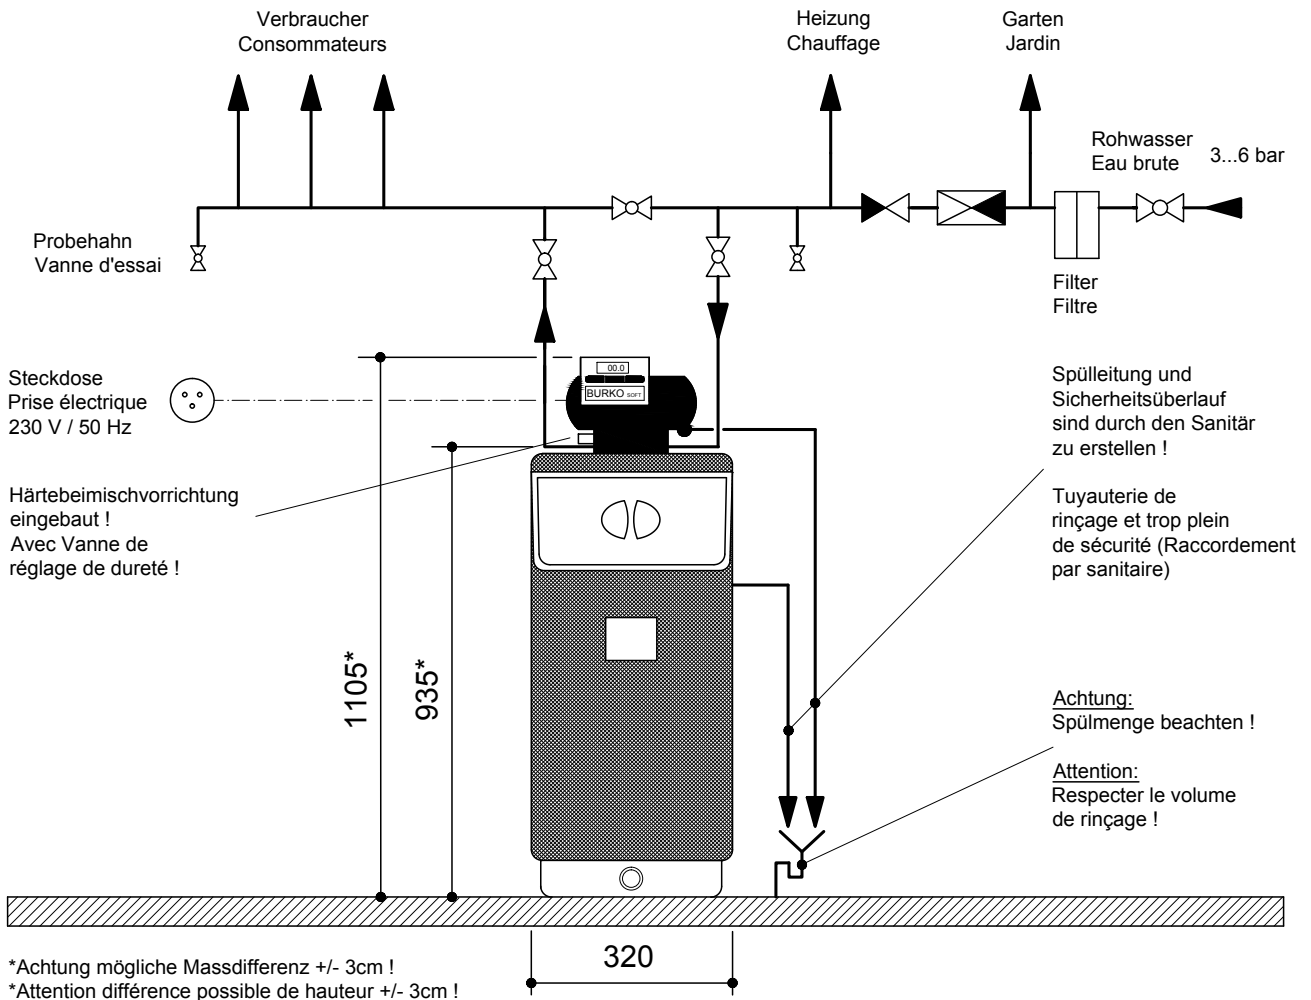 Verbraucher
Consommateurs
Heizung
Chauffage
Garten
Jardin
Rohwasser
Eau brute
3...6 bar
Probehahn
Vanne d'essai
Filter
Filtre
Steckdose
Prise électrique
230 V / 50 Hz
00.0
BURKO SOFT
Spülleitung und
Sicherheitsüberlauf
sind durch den Sanitär
zu erstellen !
Härtebeimischvorrichtung
eingebaut !
Avec Vanne de
réglage de dureté !
Tuyauterie de
rinçage et trop plein
de sécurité (Raccordement
par sanitaire)
1105*
935*
Achtung:
Spülmenge beachten !
Attention:
Respecter le volume
de rinçage !
320
*Achtung mögliche Massdifferenz +/- 3cm !
*Attention différence possible de hauteur +/- 3cm !